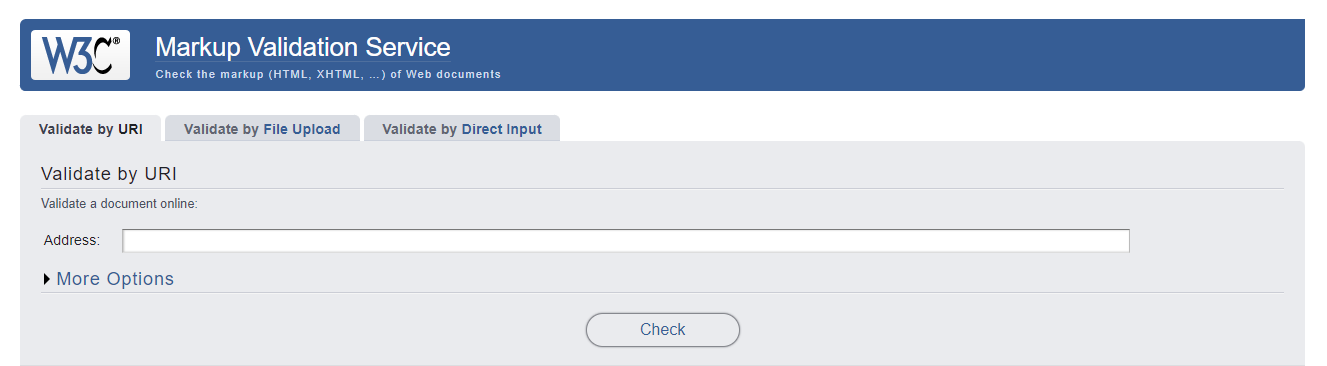 W3C®
Markup Validation Service
Check the markup (HTML, XHTML, …) of Web documents
Validate by URI
Validate by File Upload
Validate by Direct Input
Validate by URI
Validate a document online:
Address:
More Options
Check